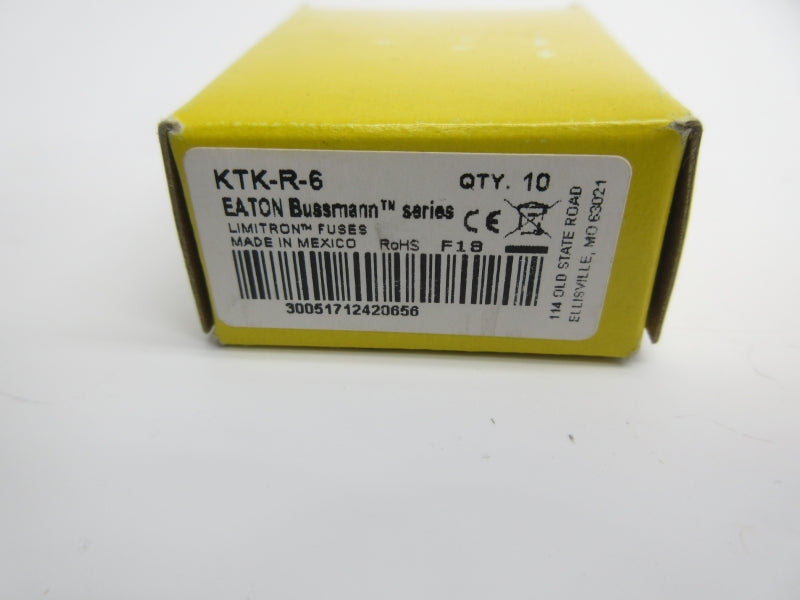 KTK-R-6 QTY. 10
EATON Bussmann™ series
LIMITRON™ FUSES
MADE IN MEXICO RoHS F18
CE
30051712420656
114 OLD STATE ROAD
ELLISVILLE, MO 63021